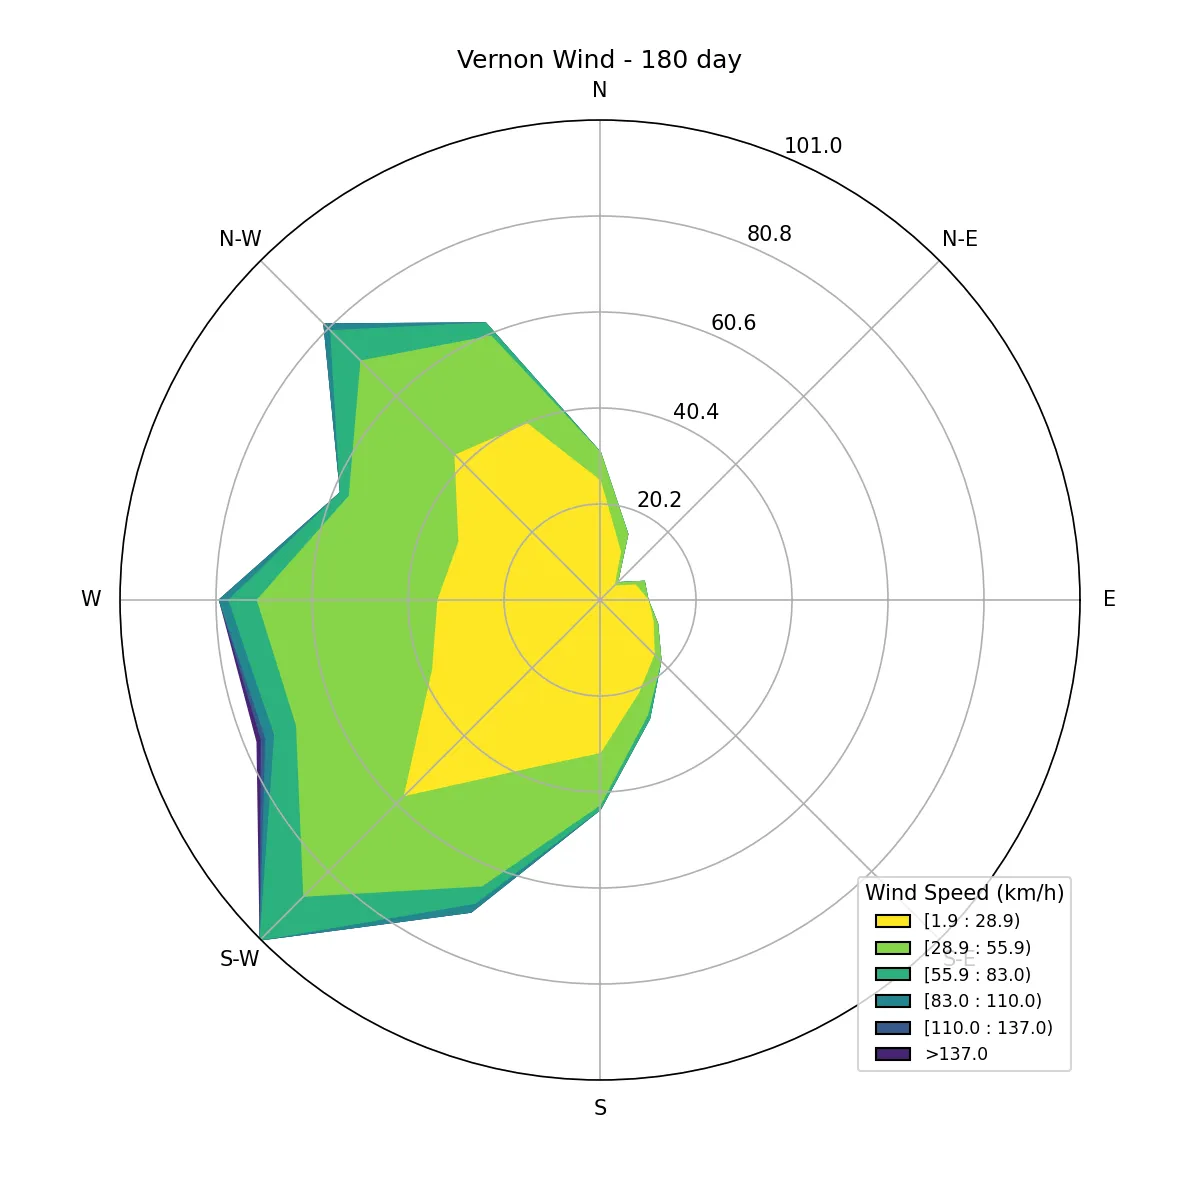 Vernon Wind - 180 day
N
101.0
80.8
N-W
N-E
60.6
40.4
20.2
W
E
Wind Speed (km/h)
[1.9 : 28.9)
[28.9 : 55.9)
S-W
S-E
[55.9 : 83.0)
[83.0 : 110.0)
[110.0 : 137.0)
>137.0
S